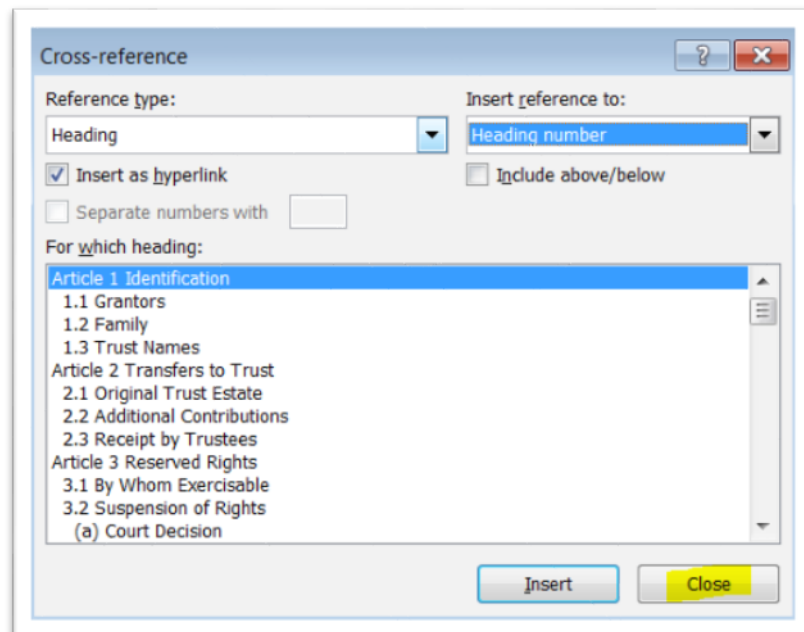 Cross-reference
Reference type:
Insert reference to:
Heading
Heading number
Insert as hyperlink
Include above/below
Separate numbers with
For which heading:
Article 1 Identification
1.1 Grantors
1.2 Family
1.3 Trust Names
Article 2 Transfers to Trust
2.1 Original Trust Estate
2.2 Additional Contributions
2.3 Receipt by Trustees
Article 3 Reserved Rights
3.1 By Whom Exercisable
3.2 Suspension of Rights
(a) Court Decision
Insert
Close